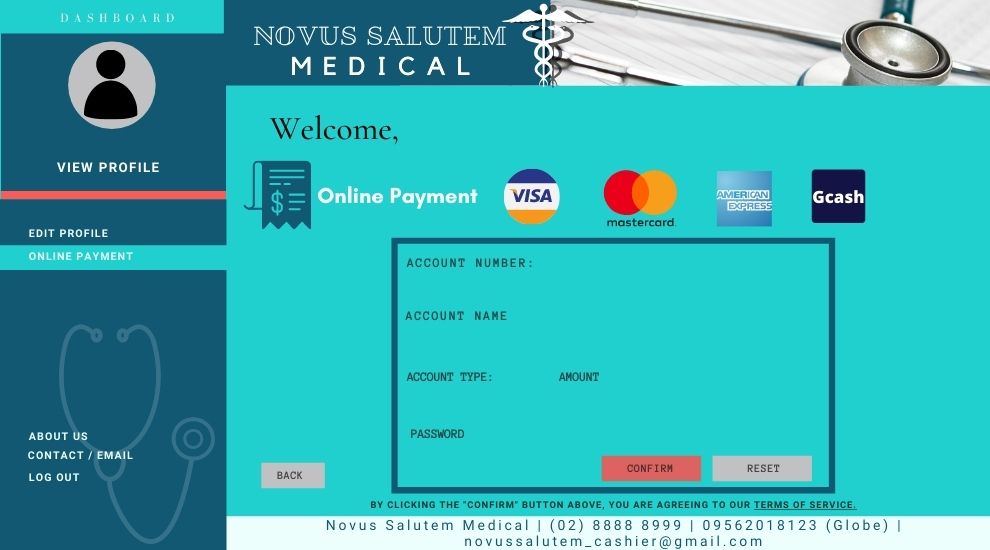 DASHBOARD
NOVUS SALUTEM
MEDICAL
VIEW PROFILE
EDIT PROFILE
ONLINE PAYMENT
ABOUT US
CONTACT / EMAIL
LOG OUT
Welcome,
$
Online Payment
VISA
mastercard.
AMERICAN
EXPRESS
Gcash
ACCOUNT NUMBER:
ACCOUNT NAME
ACCOUNT TYPE: AMOUNT
PASSWORD
CONFIRM RESET
BACK
BY CLICKING THE "CONFIRM" BUTTON ABOVE, YOU ARE AGREEING TO OUR TERMS OF SERVICE.
Novus Salutem Medical | (02) 8888 8999 | 09562018123 (Globe) |
novussalutem_cashier@gmail.com